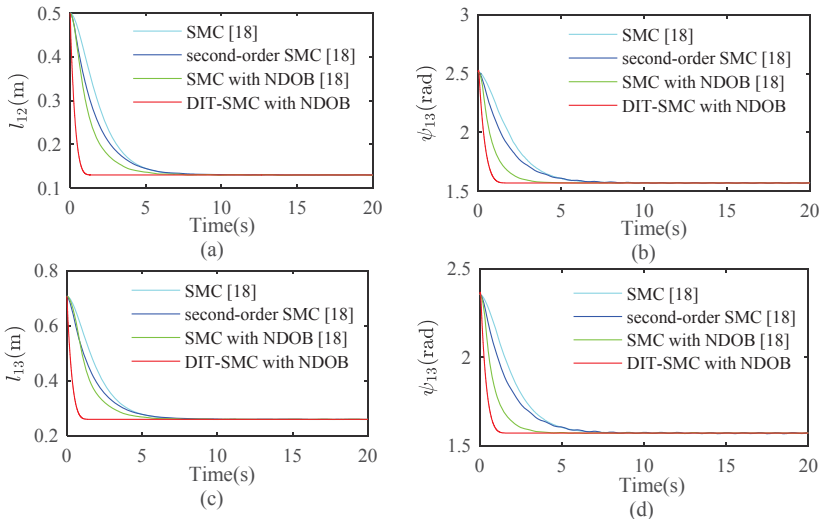 0.5
0.4
0.3
0.2
0.1
l12(m)
SMC [18]
second-order SMC [18]
SMC with NDOB [18]
DIT-SMC with NDOB
0 5 10 15 20
Time(s)
(a)
3
2.5
2
1.5
ψ13(rad)
SMC [18]
second-order SMC [18]
SMC with NDOB [18]
DIT-SMC with NDOB
0 5 10 15 20
Time(s)
(b)
0.8
0.6
0.4
0.2
l13(m)
SMC [18]
second-order SMC [18]
SMC with NDOB [18]
DIT-SMC with NDOB
0 5 10 15 20
Time(s)
(c)
2.5
2
1.5
ψ13(rad)
SMC [18]
second-order SMC [18]
SMC with NDOB [18]
DIT-SMC with NDOB
0 5 10 15 20
Time(s)
(d)